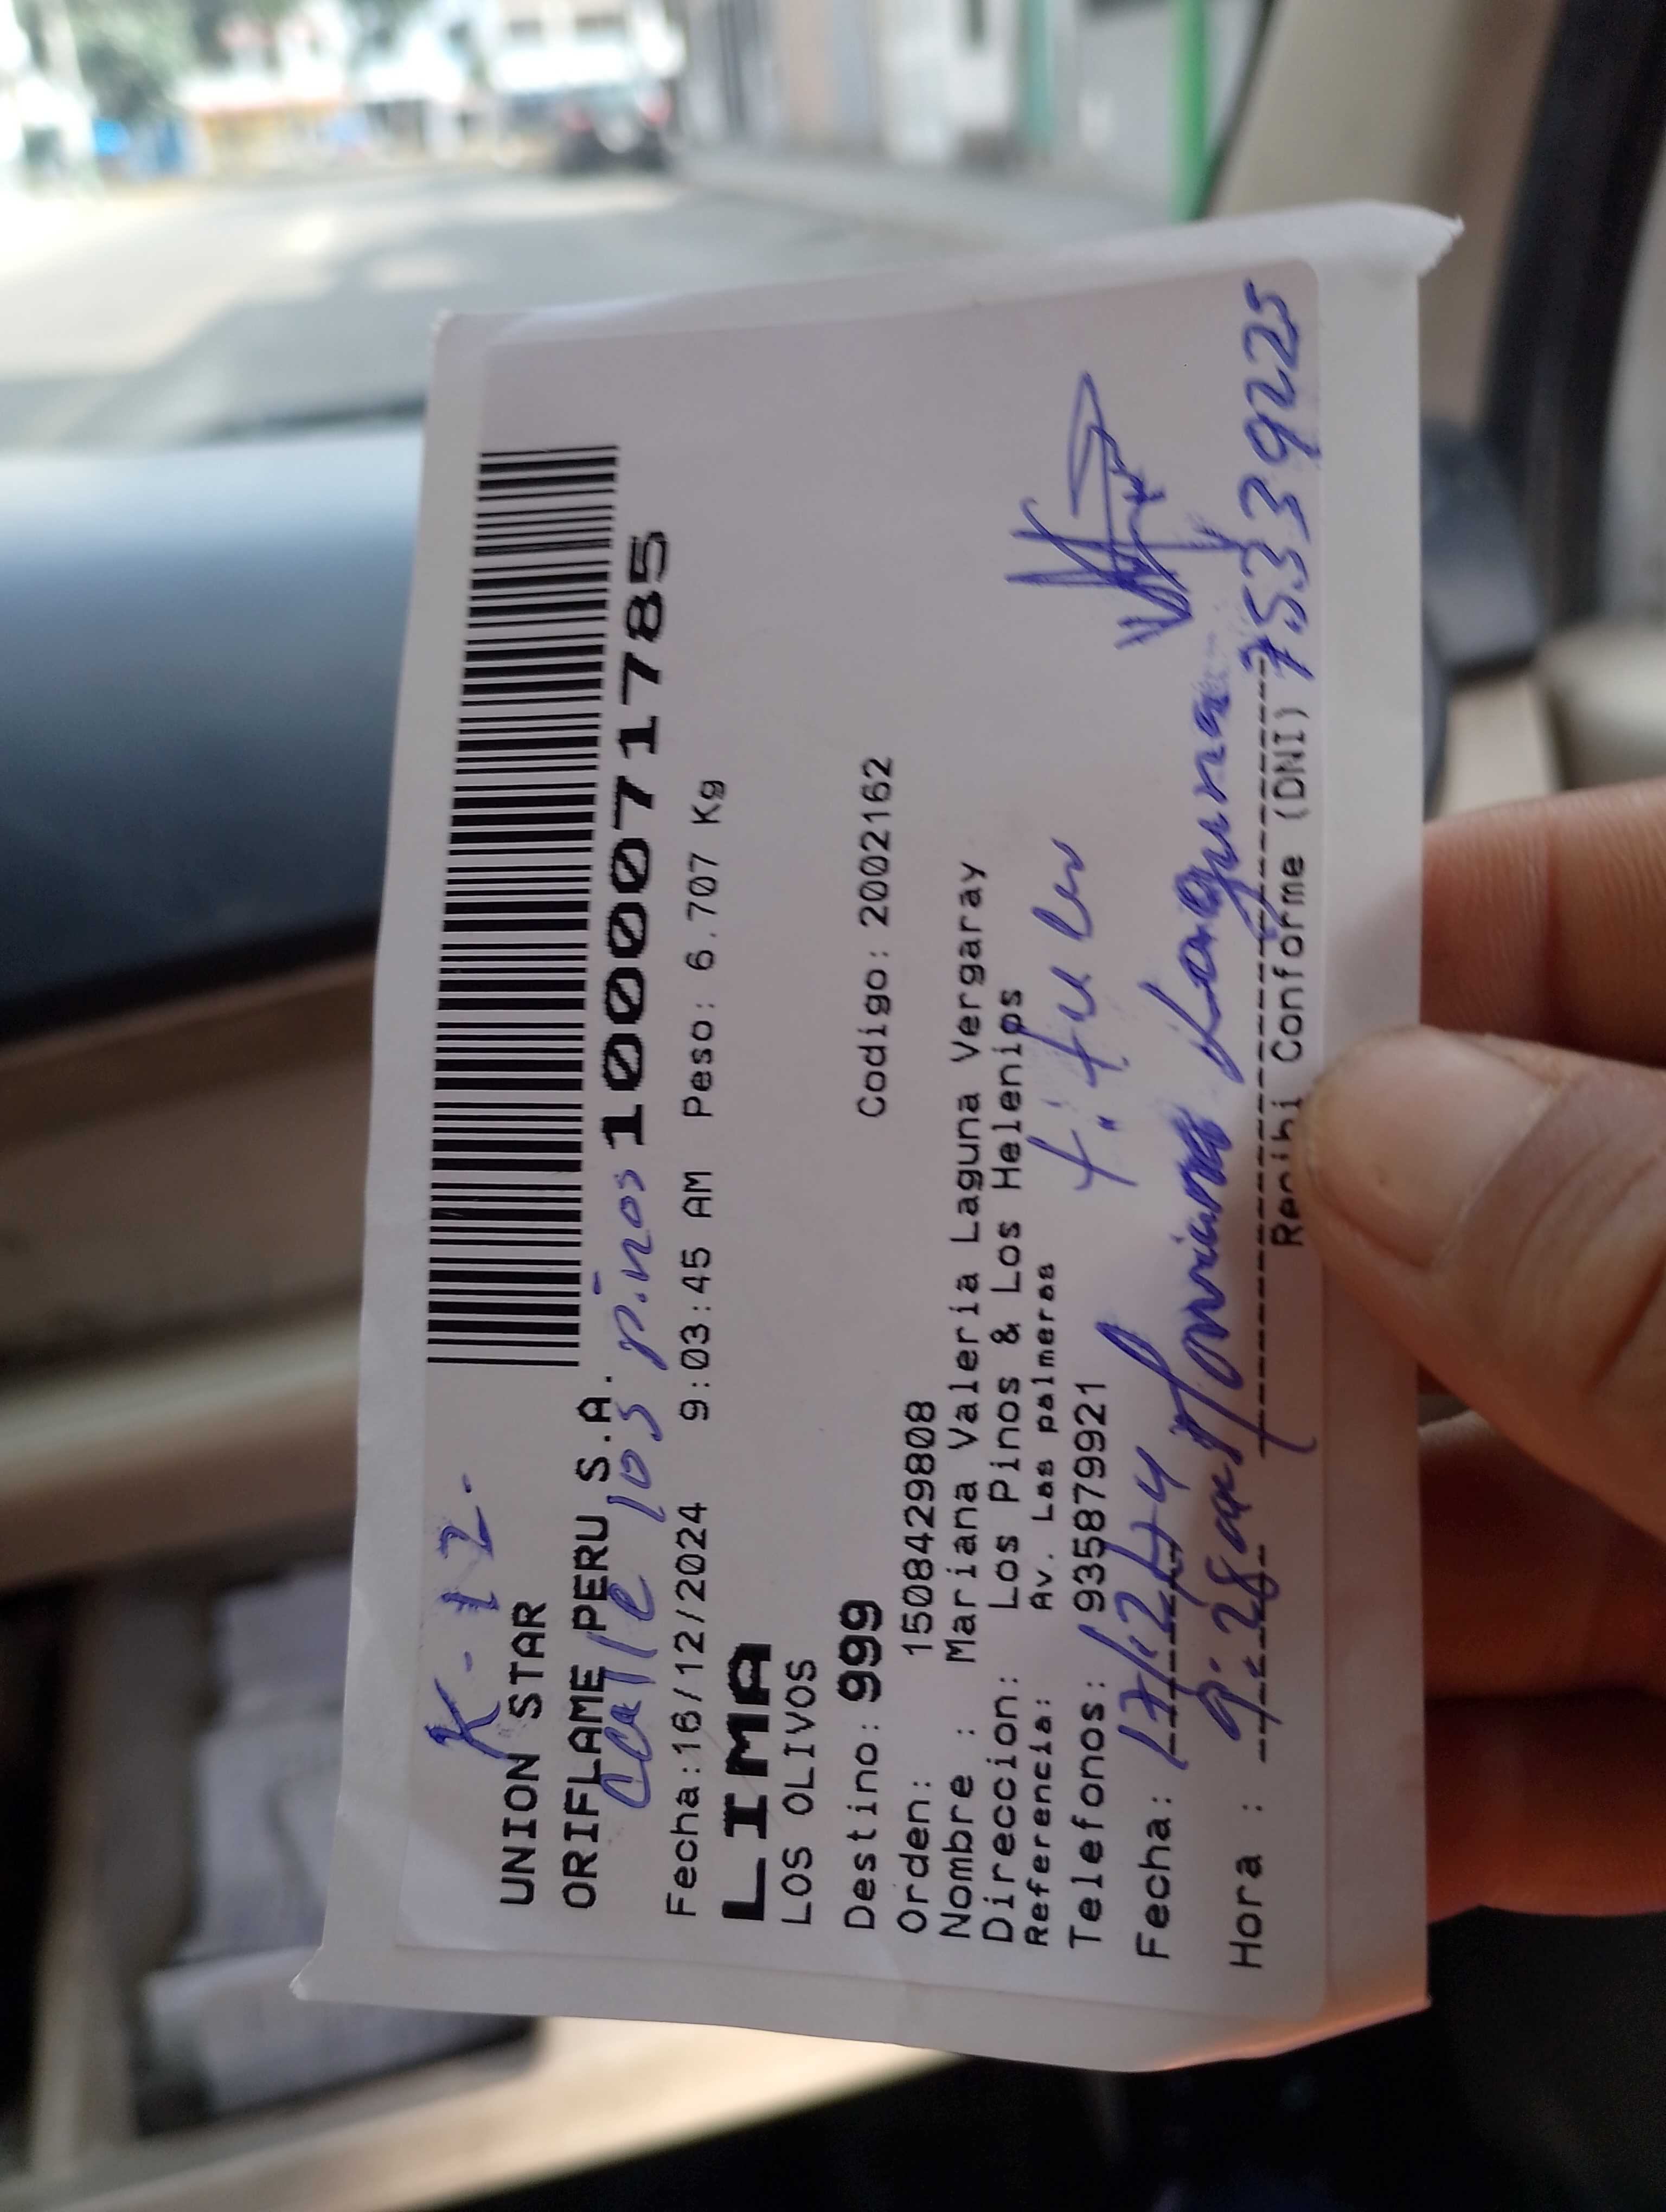 K-12.
UNION STAR
ORIFLAME PERU S.A.
calle los pinos 1000071785
Fecha:16/12/2024 9:03:45 AM Peso: 6.707 Kg
LIMA
LOS OLIVOS
Destino: 999 Codigo: 2002162
Orden: 15084429808
Nombre : Mariana Valeria Laguna Vergaray
Direccion: Los Pinos & Los Helenios
Referencia: Av. Las palmeras
Titular
Telefonos: 935879921
Fecha: 17/12/24 Mariana Laguna
Hora : 9:28am 75339225
Recibi Conforme (DNI)